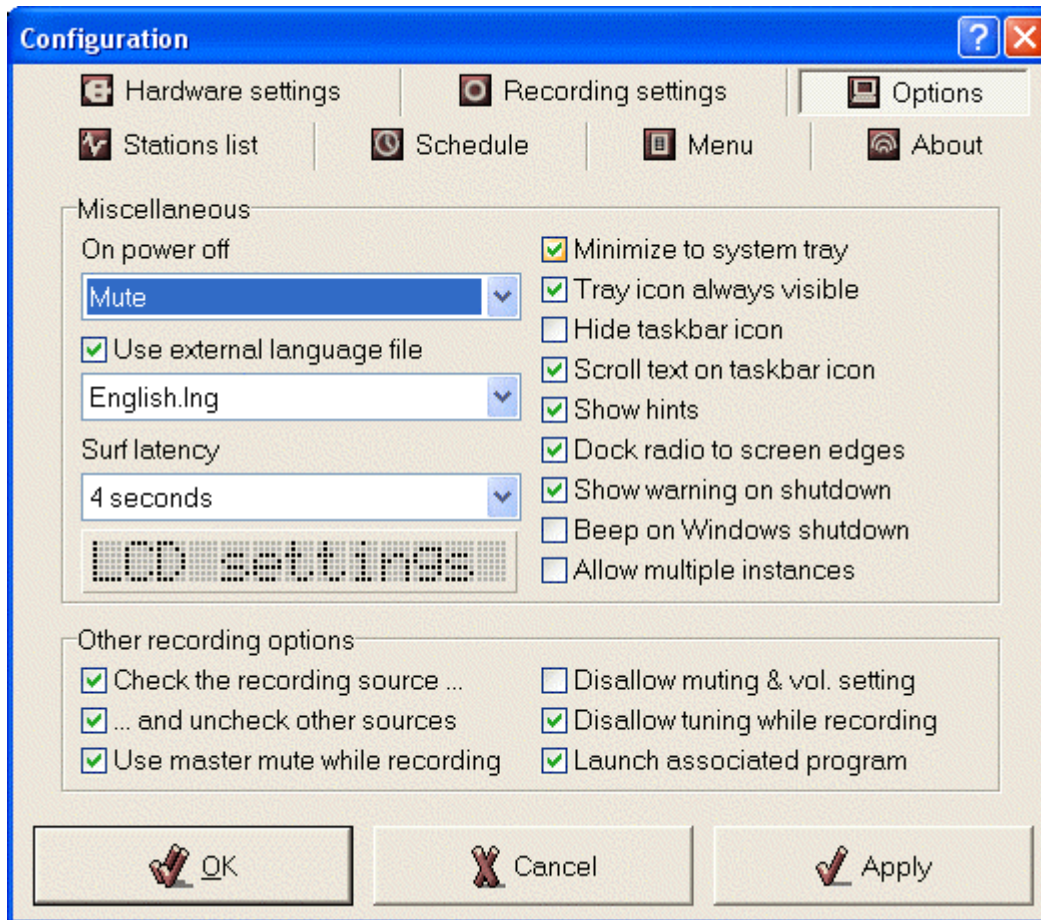 Configuration
Hardware settings
Recording settings
Options
Stations list
Schedule
Menu
About
Miscellaneous
On power off
Mute
Use external language file
English.lng
Surf latency
4 seconds
LCD settings
Minimize to system tray
Tray icon always visible
Hide taskbar icon
Scroll text on taskbar icon
Show hints
Dock radio to screen edges
Show warning on shutdown
Beep on Windows shutdown
Allow multiple instances
Other recording options
Check the recording source ...
... and uncheck other sources
Use master mute while recording
Disallow muting & vol. setting
Disallow tuning while recording
Launch associated program
OK
Cancel
Apply